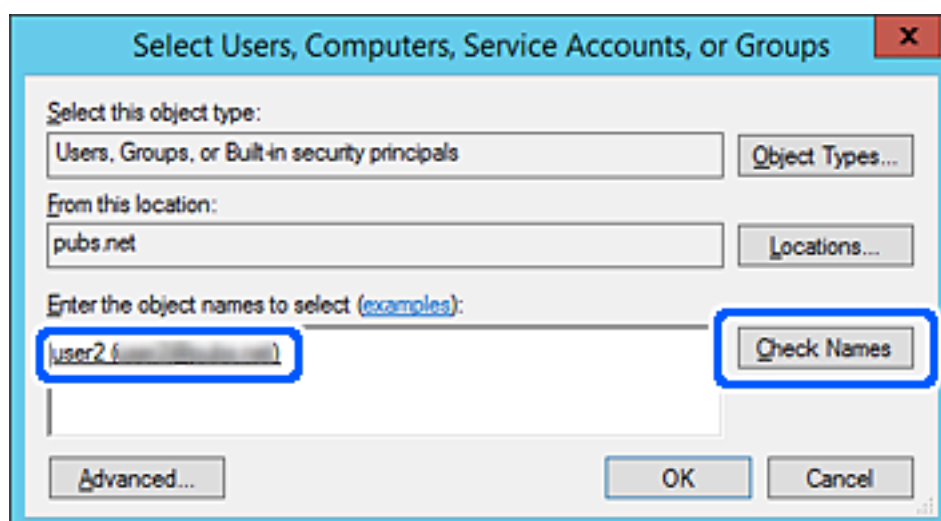 Select Users, Computers, Service Accounts, or Groups
x
Select this object type:
Users, Groups, or Built-in security principals
Object Types...
From this location:
pubs.net
Locations...
Enter the object names to select (examples):
user2 ( )
Check Names
Advanced...
OK
Cancel